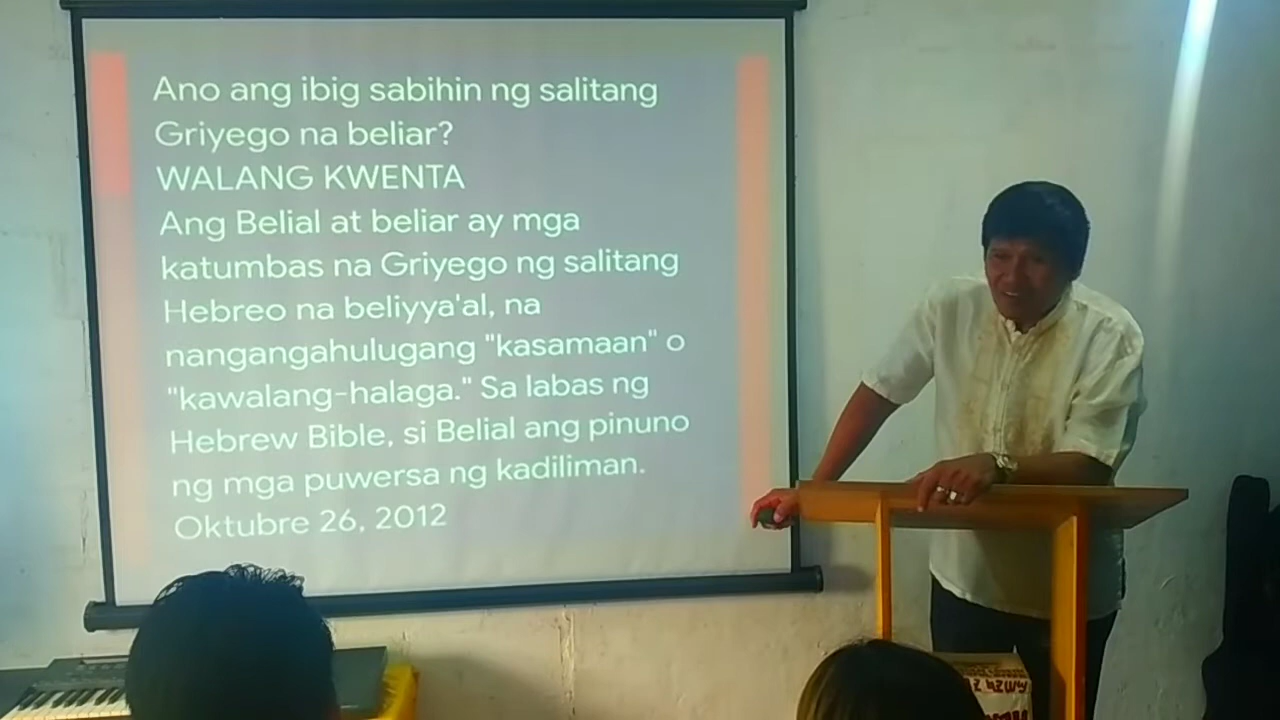 Ano ang ibig sabihin ng salitang
Griyego na beliar?
WALANG KWENTA
Ang Belial at beliar ay mga
katumbas na Griyego ng salitang
Hebreo na beliyya'al, na
nangangahulugang "kasamaan" o
"kawalang-halaga." Sa labas ng
Hebrew Bible, si Belial ang pinuno
ng mga puwersa ng kadiliman.
Oktubre 26, 2012